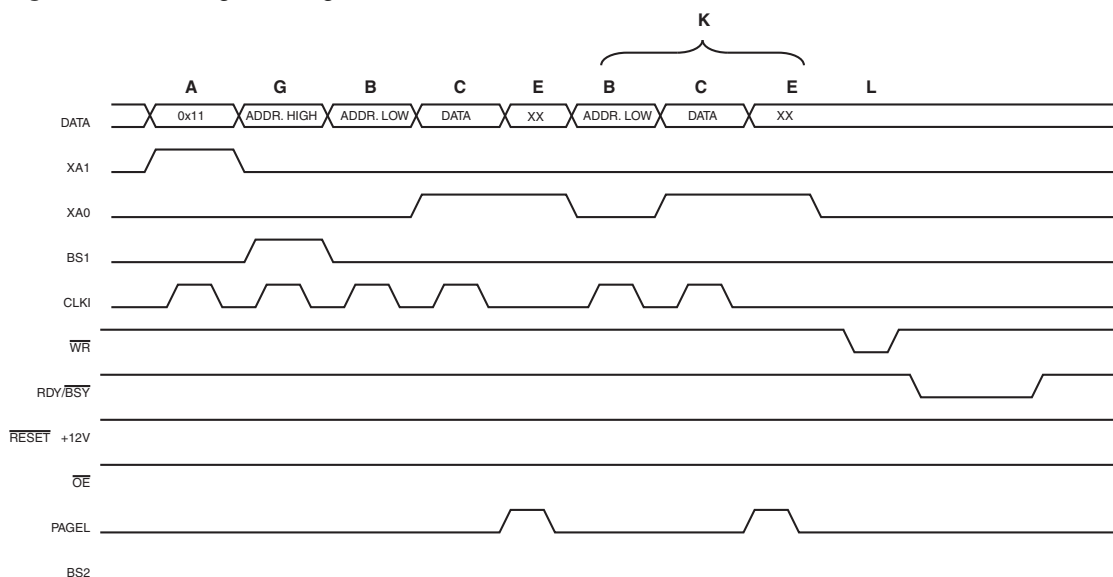 K
A G B C E B C E L
DATA 0x11 ADDR. HIGH ADDR. LOW DATA XX ADDR. LOW DATA XX
XA1
XA0
BS1
CLKI
WR
RDY/BSY
RESET +12V
OE
PAGEL
BS2